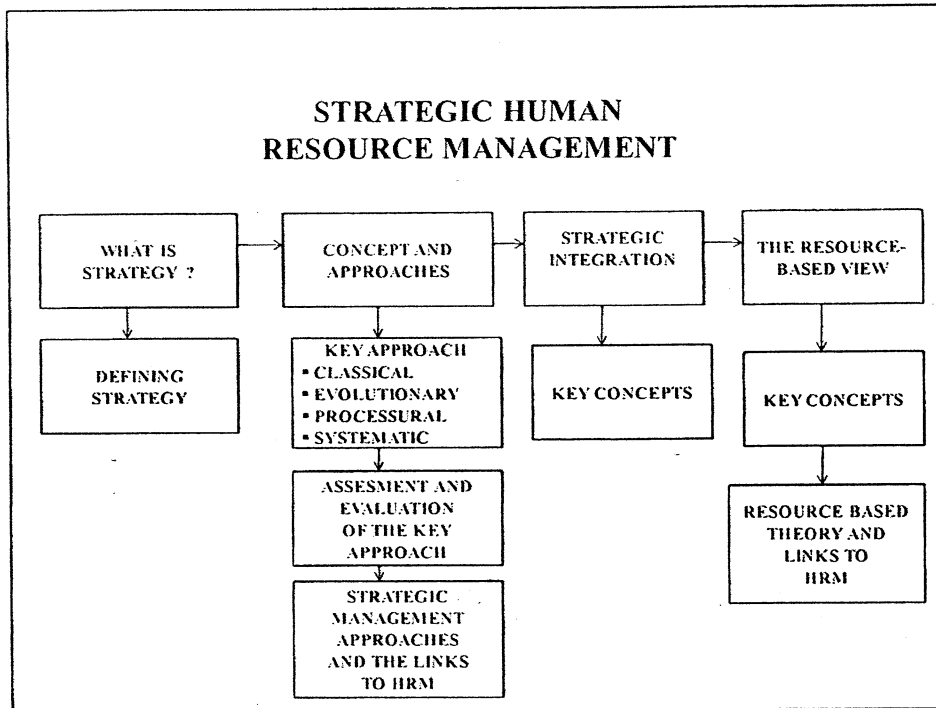 STRATEGIC HUMAN
RESOURCE MANAGEMENT
WHAT IS
STRATEGY ?
DEFINING
STRATEGY
CONCEPT AND
APPROACHES
KEY APPROACH
▪ CLASSICAL
▪ EVOLUTIONARY
▪ PROCESSURAL
▪ SYSTEMATIC
ASSESMENT AND
EVALUATION
OF THE KEY
APPROACH
STRATEGIC
MANAGEMENT
APPROACHES
AND THE LINKS
TO HRM
STRATEGIC
INTEGRATION
KEY CONCEPTS
THE RESOURCE-
BASED VIEW
KEY CONCEPTS
RESOURCE BASED
THEORY AND
LINKS TO
HRM